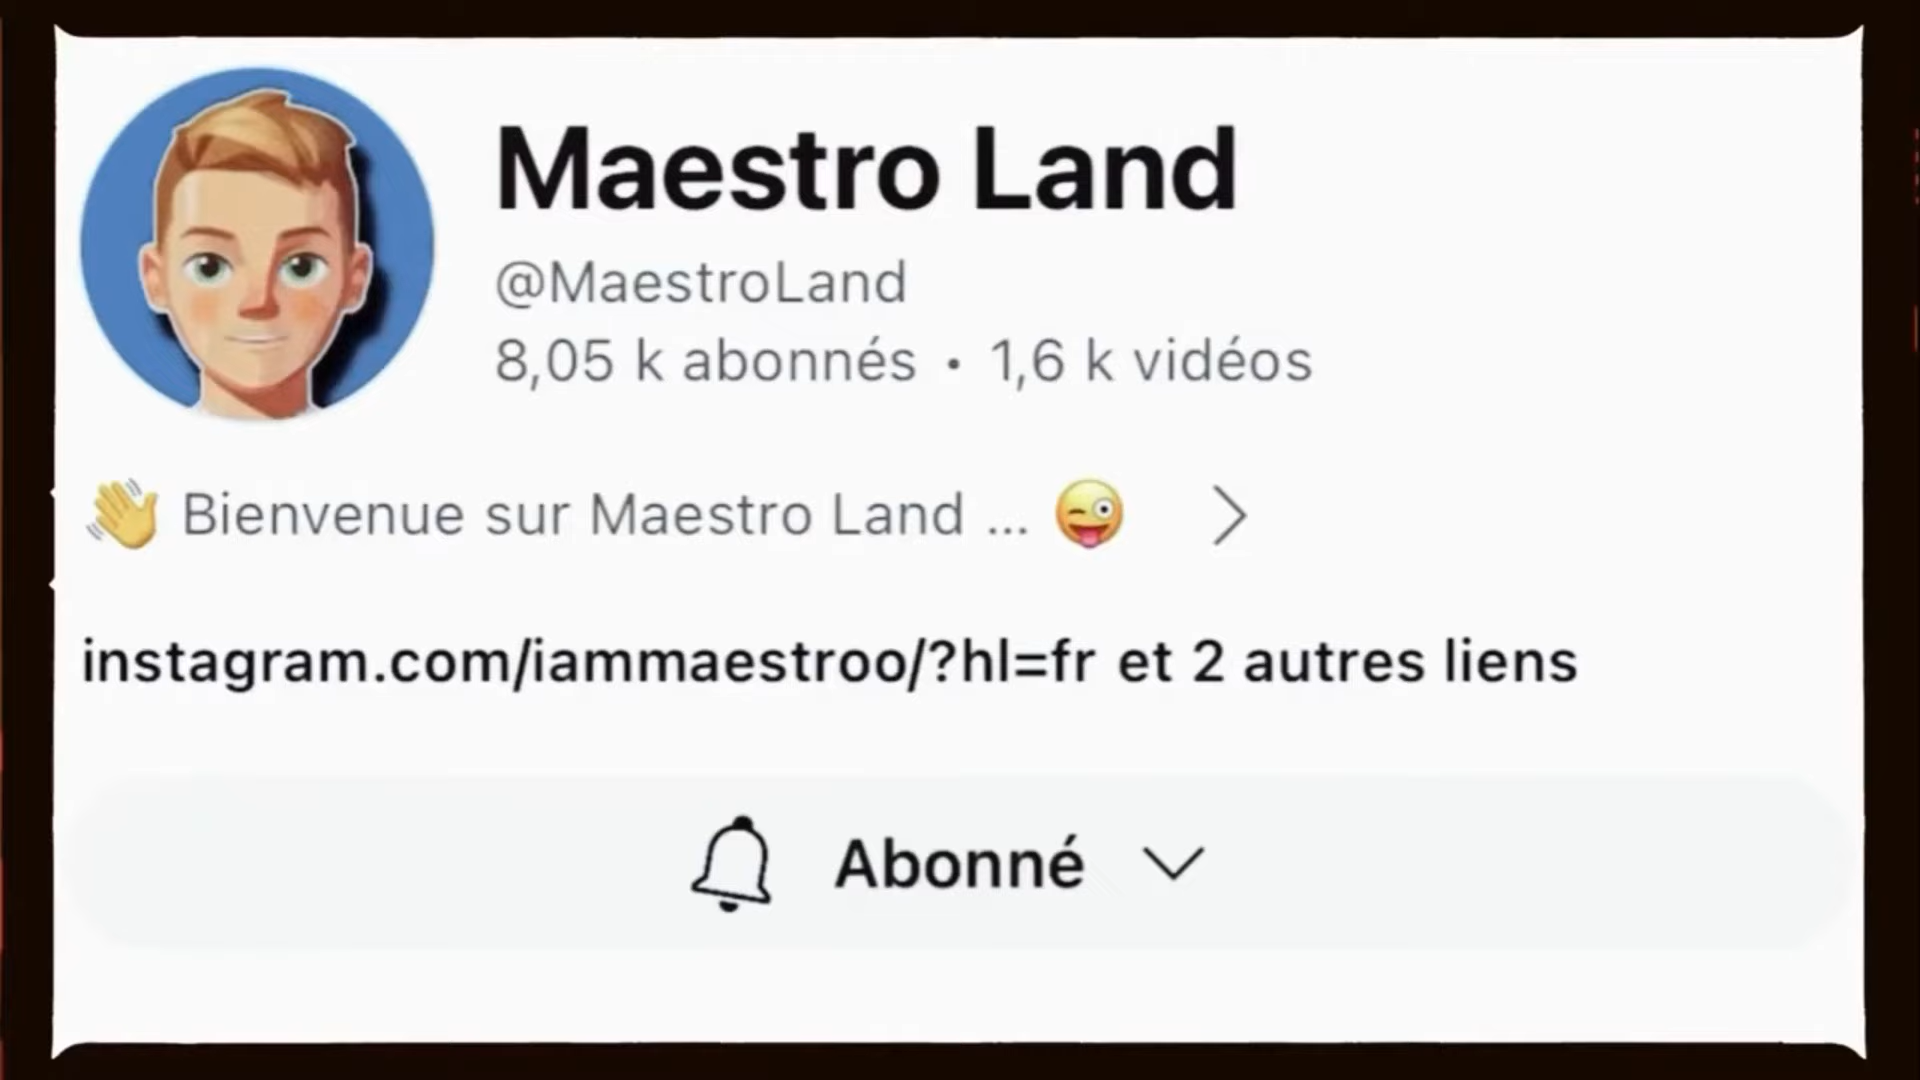 Maestro Land
@MaestroLand
8,05 k abonnés • 1,6 k vidéos
👋 Bienvenue sur Maestro Land ... 😜 >
instagram.com/iammaestroo/?hl=fr et 2 autres liens
Abonné